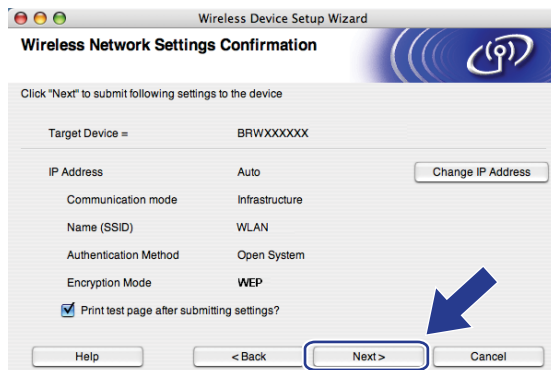 Wireless Device Setup Wizard
Wireless Network Settings Confirmation
Click "Next" to submit following settings to the device
Target Device = BRWXXXXXX
IP Address Auto Change IP Address
Communication mode Infrastructure
Name (SSID) WLAN
Authentication Method Open System
Encryption Mode WEP
Print test page after submitting settings?
Help < Back Next > Cancel